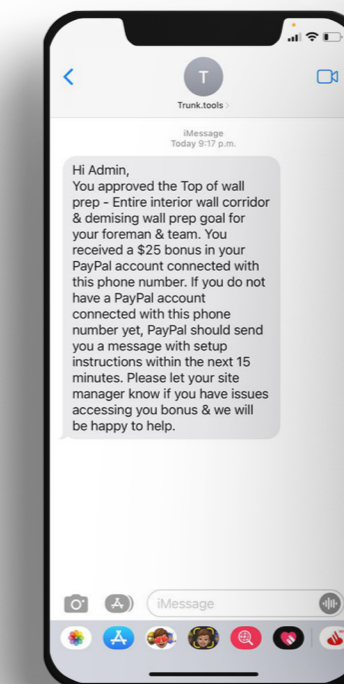 T
Trunk.tools
iMessage
Today 9:17 p.m.
Hi Admin,
You approved the Top of wall
prep - Entire interior wall corridor
& demising wall prep goal for
your foreman & team. You
received a $25 bonus in your
PayPal account connected with
this phone number. If you do not
have a PayPal account
connected with this phone
number yet, PayPal should send
you a message with setup
instructions within the next 15
minutes. Please let your site
manager know if you have issues
accessing you bonus & we will
be happy to help.
iMessage